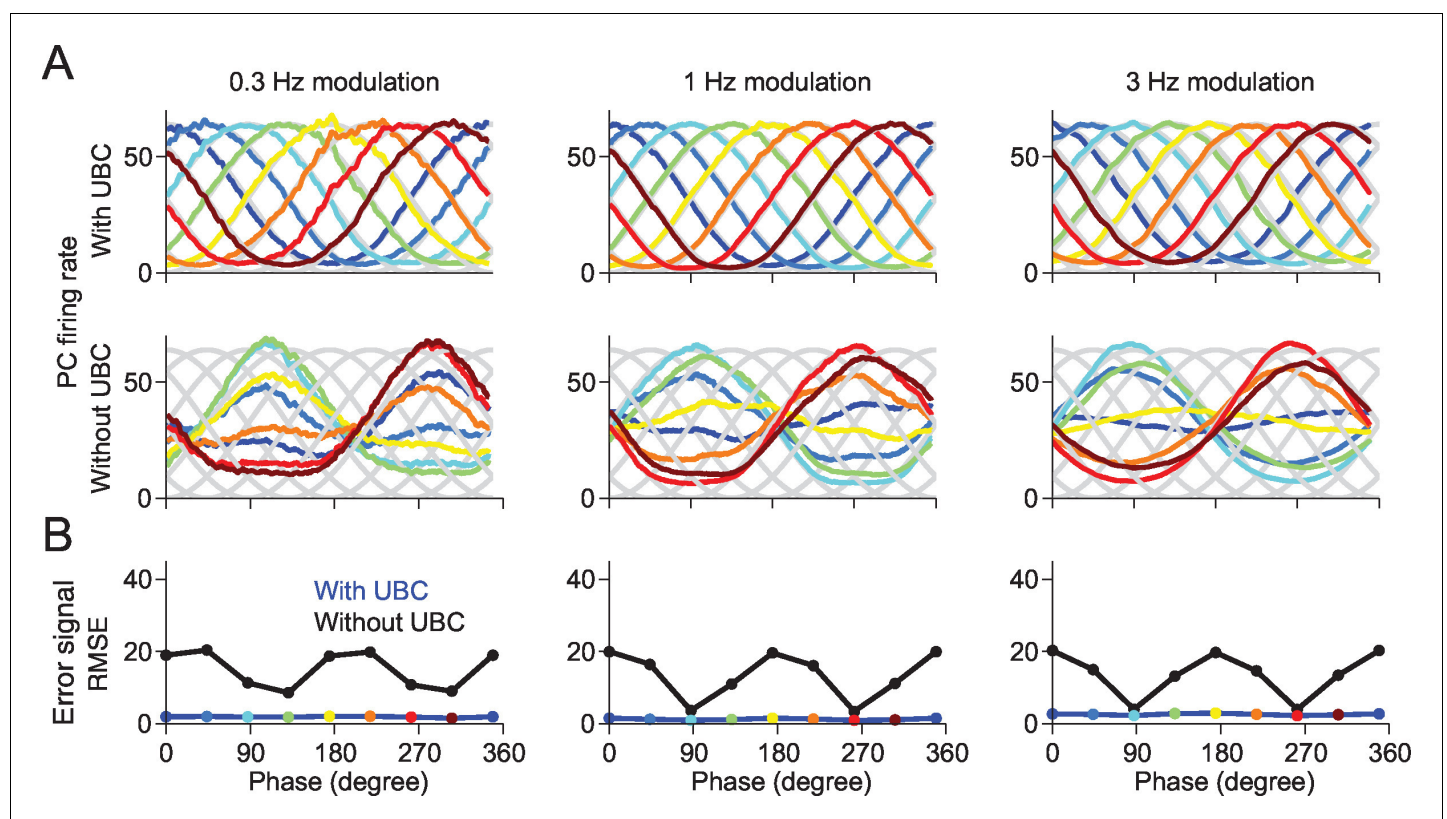 A
0.3 Hz modulation
1 Hz modulation
3 Hz modulation
PC firing rate
With UBC
50
0
50
0
50
0
Without UBC
50
0
50
0
50
0
B
Error signal
RMSE
With UBC
Without UBC
40
20
0
40
20
0
40
20
0
0 90 180 270 360
0 90 180 270 360
0 90 180 270 360
Phase (degree)
Phase (degree)
Phase (degree)